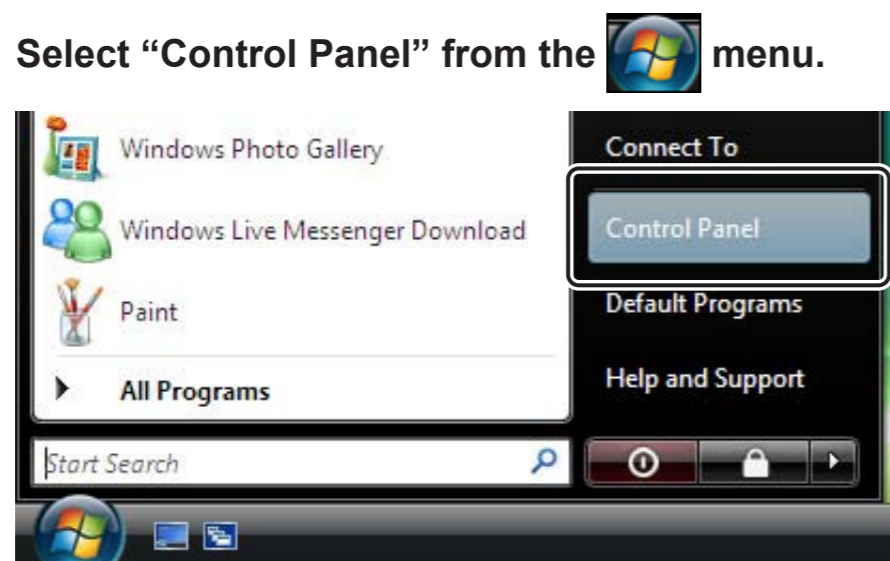 Select “Control Panel” from the menu.
Windows Photo Gallery
Windows Live Messenger Download
Paint
All Programs
Start Search
Connect To
Control Panel
Default Programs
Help and Support